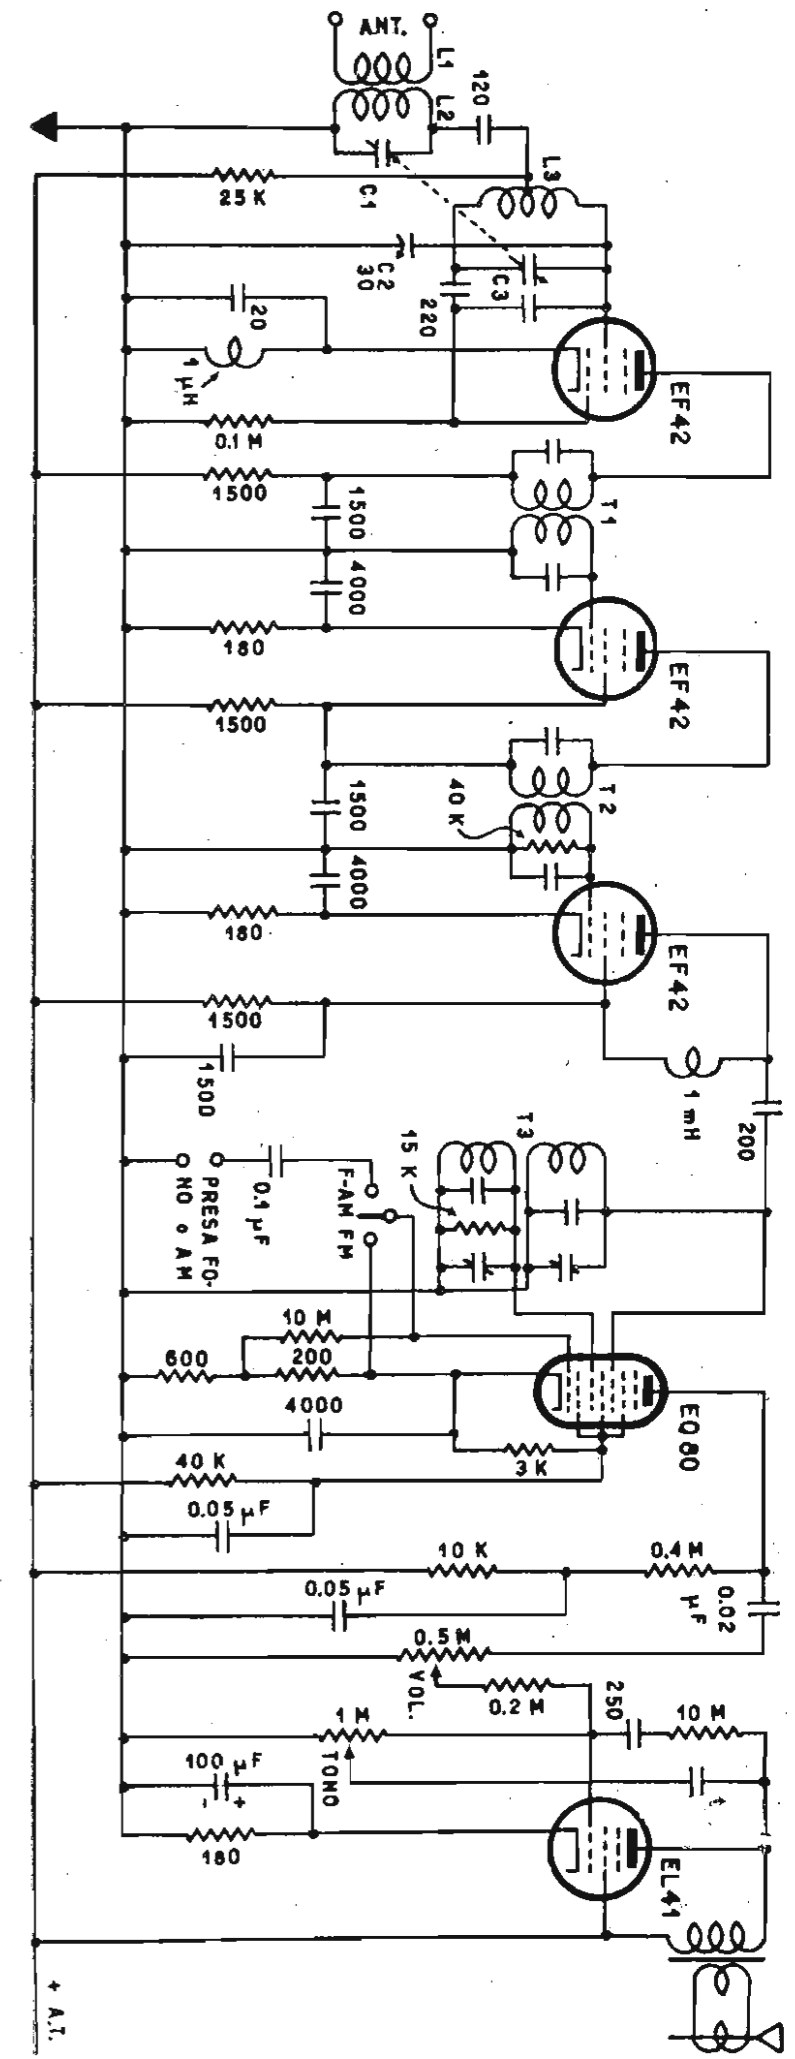 ANT.
L1
L2
120
C1
25 K
L3
C2
30
C3
220
20
1 µH
0.1 M
EF42
1500
1500
T1
4000
180
EF42
1500
1500
T2
40 K
4000
180
EF42
1500
1500
1 mH
200
T3
15 K
F-AM FM
0.1 µF
PRESA FO-
NO o AM
10 M
200
600
4000
EQ80
3 K
40 K
0.05 µF
10 K
0.4 M
0.05 µF
0.02
µF
0.5 M
VOL.
0.2 M
250
10 M
1 M
TONO
t
100 µF
- +
180
EL41
+ A.T.